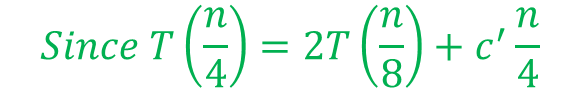 Since T(n/4) = 2T(n/8) + c′ n/4